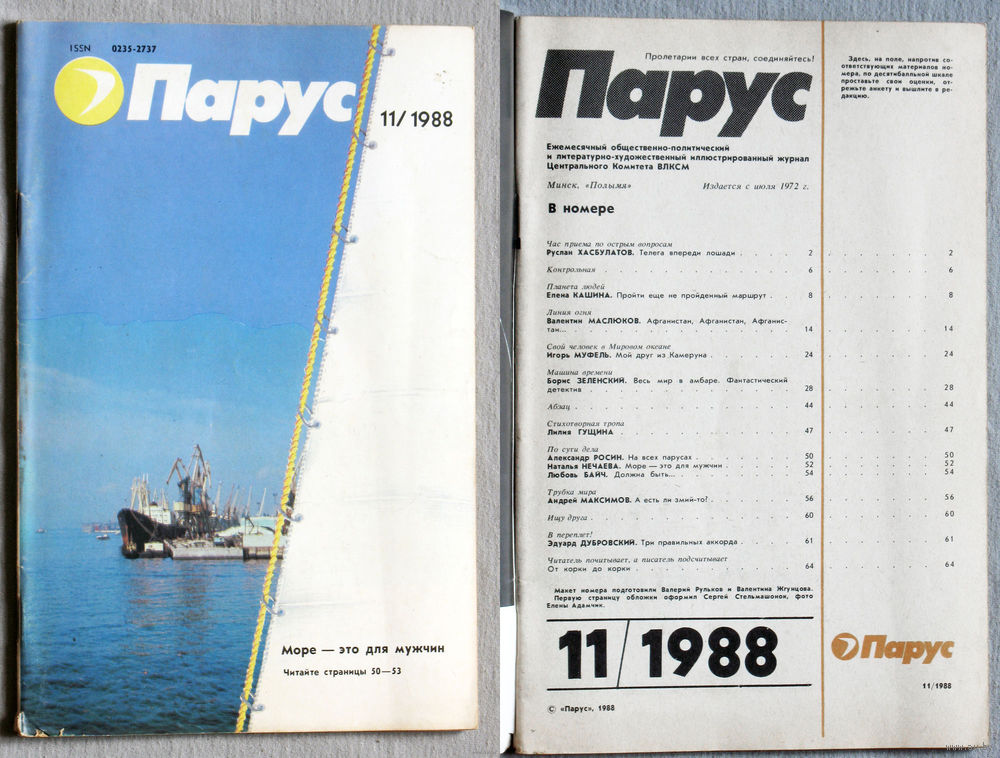 ISSN 0235-2737
Парус
11/1988
Море — это для мужчин
Читайте страницы 50—53
Пролетарии всех стран, соединяйтесь!
Парус
Ежемесячный общественно-политический
и литературно-художественный иллюстрированный журнал
Центрального Комитета ВЛКСМ
Минск, «Полымя» Издается с июля 1972 г.
В номере
Час приема по острым вопросам
Руслан ХАСБУЛАТОВ. Телега впереди лошади . . 2
Контрольная . . . 6
Планета людей
Елена КАШИНА. Пройти еще не пройденный маршрут . . 8
Линия огня
Валентин МАСЛЮКОВ. Афганистан, Афганистан, Афганис-
тан... . . . 14
Свой человек в Мировом океане
Игорь МУФЕЛЬ. Мой друг из Камеруна . . . 24
Машина времени
Борис ЗЕЛЕНСКИЙ. Весь мир в амбаре. Фантастический
детектив . . . 28
Абзац . . . 44
Стихотворная тропа
Лилия ГУЩИНА . . . 47
По сути дела
Александр РОСИН. На всех парусах . . . 50
Наталья НЕЧАЕВА. Море — это для мужчин . . . 52
Любовь БАЙЧ. Должна быть... . . . 54
Трубка мира
Андрей МАКСИМОВ. А есть ли змий-то! . . . 56
Ищу друга . . . 60
В переплет!
Эдуард ДУБРОВСКИЙ. Три правильных аккорда . . . 61
Читатель почитывает, а писатель подсчитывает
От корки до корки . . . 64
Макет номера подготовили Валерий Рульков и Валентина Жгунцова.
Первую страницу обложки оформил Сергей Стельмашонок, фото
Елены Адамчик.
11/1988
© «Парус», 1988
Здесь, на поле, напротив со-
ответствующих материалов но-
мера, по десятибалльной шкале
проставьте свои оценки, от-
режьте анкету и вышлите в ре-
дакцию.
2
6
8
14
24
28
44
47
50
52
54
56
60
61
64
Парус
11/1988